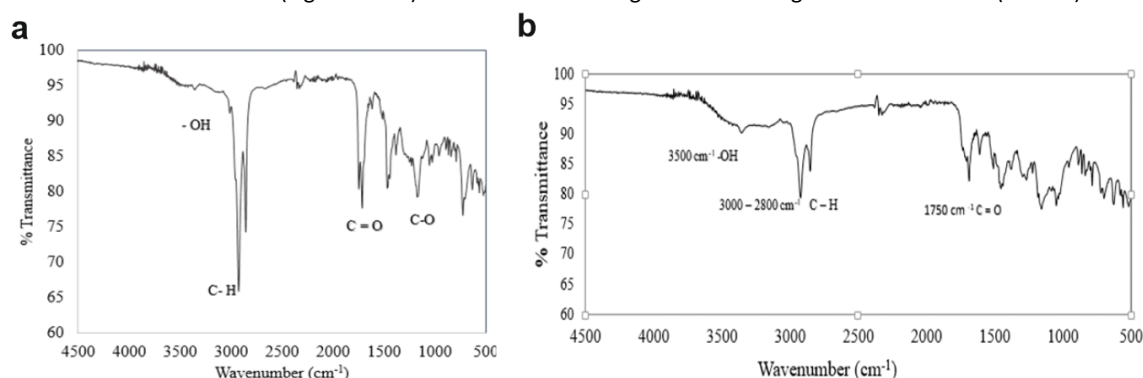 a
100
95
90
85
80
75
70
65
60
% Transmittance
- OH
C- H
C = O
C-O
4500 4000 3500 3000 2500 2000 1500 1000 500
Wavenumber (cm-1)
b
100
95
90
85
80
75
70
65
60
% Transmittance
3500 cm-1 -OH
3000 – 2800 cm-1 C – H
1750 cm -1 C = O
4500 4000 3500 3000 2500 2000 1500 1000 500
Wavenumber (cm-1)